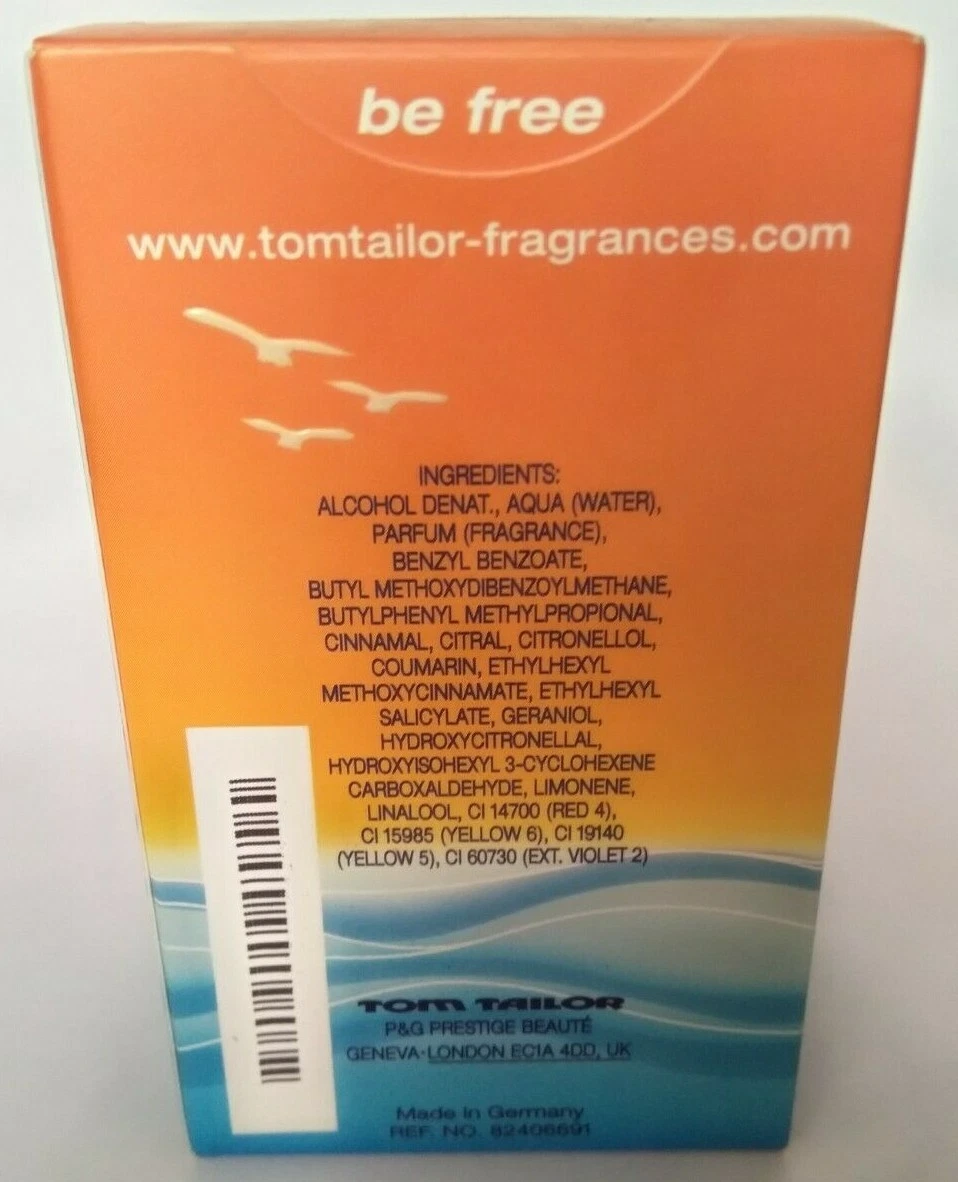 be free
www.tomtailor-fragrances.com
INGREDIENTS:
ALCOHOL DENAT., AQUA (WATER),
PARFUM (FRAGRANCE),
BENZYL BENZOATE,
BUTYL METHOXYDIBENZOYLMETHANE,
BUTYLPHENYL METHYLPROPIONAL,
CINNAMAL, CITRAL, CITRONELLOL,
COUMARIN, ETHYLHEXYL
METHOXYCINNAMATE, ETHYLHEXYL
SALICYLATE, GERANIOL,
HYDROXYCITRONELLAL,
HYDROXYISOHEXYL 3-CYCLOHEXENE
CARBOXALDEHYDE, LIMONENE,
LINALOOL, CI 14700 (RED 4),
CI 15985 (YELLOW 6), CI 19140
(YELLOW 5), CI 60730 (EXT. VIOLET 2)
TOM TAILOR
P&G PRESTIGE BEAUTÉ
GENEVA·LONDON EC1A 4DD, UK
Made in Germany
REF. NO.